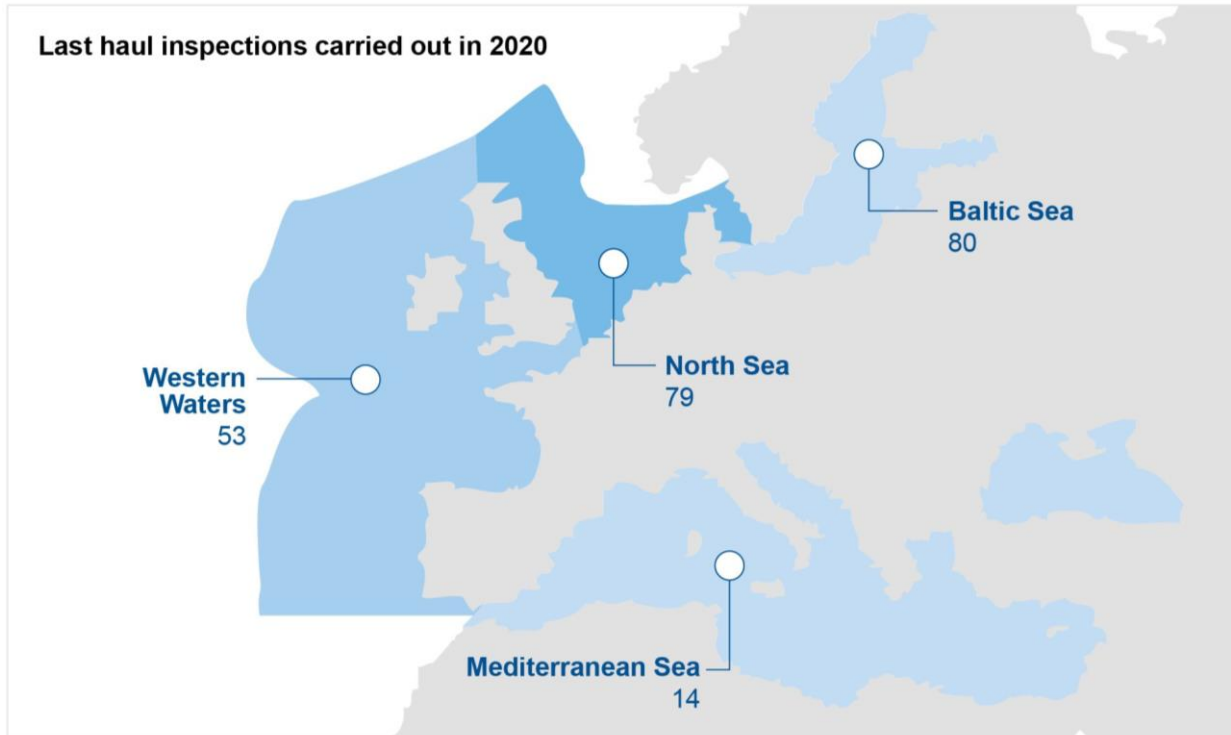 Last haul inspections carried out in 2020
Baltic Sea
80
North Sea
79
Western
Waters
53
Mediterranean Sea
14